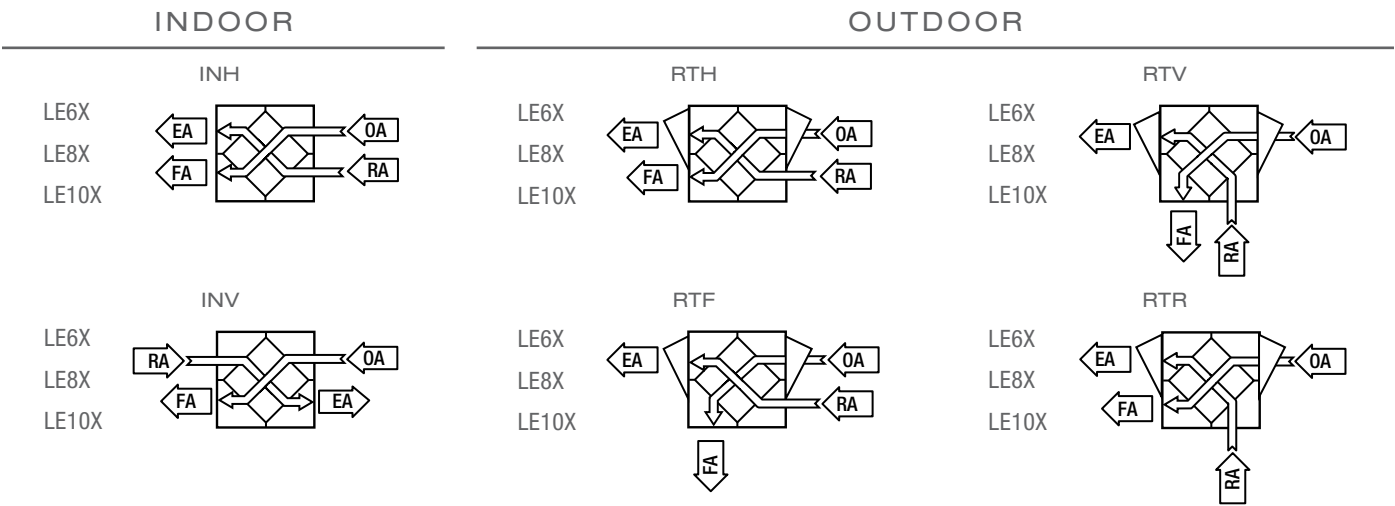 INDOOR
INH
LE6X
LE8X
LE10X
EA
OA
FA
RA
INV
LE6X
LE8X
LE10X
RA
OA
FA
EA
OUTDOOR
RTH
LE6X
LE8X
LE10X
EA
OA
FA
RA
RTV
LE6X
LE8X
LE10X
EA
OA
FA
RA
RTF
LE6X
LE8X
LE10X
EA
OA
RA
FA
RTR
LE6X
LE8X
LE10X
EA
OA
FA
RA